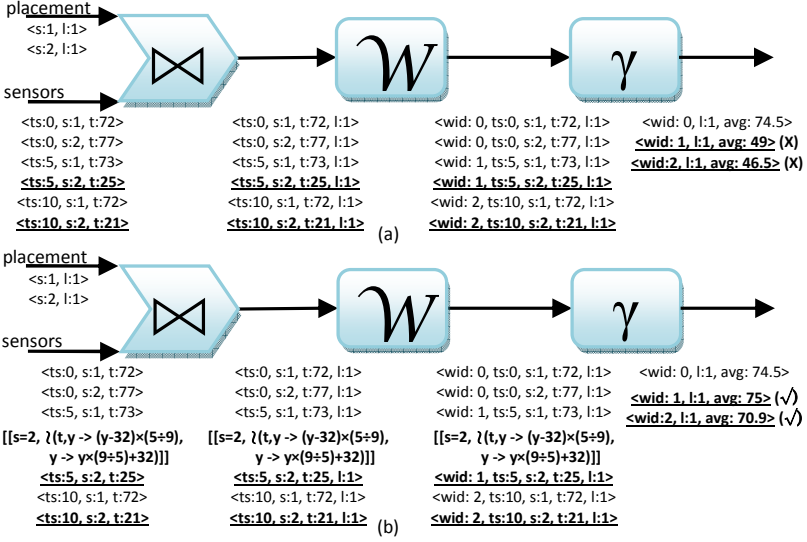 placement
<s:1, l:1>
<s:2, l:1>
⋈
𝒲
γ
sensors
<ts:0, s:1, t:72>
<ts:0, s:2, t:77>
<ts:5, s:1, t:73>
<ts:5, s:2, t:25>
<ts:10, s:1, t:72>
<ts:10, s:2, t:21>
<ts:0, s:1, t:72, l:1>
<ts:0, s:2, t:77, l:1>
<ts:5, s:1, t:73, l:1>
<ts:5, s:2, t:25, l:1>
<ts:10, s:1, t:72, l:1>
<ts:10, s:2, t:21, l:1>
<wid: 0, ts:0, s:1, t:72, l:1>
<wid: 0, ts:0, s:2, t:77, l:1>
<wid: 1, ts:5, s:1, t:73, l:1>
<wid: 1, ts:5, s:2, t:25, l:1>
<wid: 2, ts:10, s:1, t:72, l:1>
<wid: 2, ts:10, s:2, t:21, l:1>
<wid: 0, l:1, avg: 74.5>
<wid: 1, l:1, avg: 49> (X)
<wid:2, l:1, avg: 46.5> (X)
(a)
placement
<s:1, l:1>
<s:2, l:1>
⋈
𝒲
γ
sensors
<ts:0, s:1, t:72>
<ts:0, s:2, t:77>
<ts:5, s:1, t:73>
[[s=2, ≀(t,y -> (y-32)×(5÷9),
y -> y×(9÷5)+32)]]
<ts:5, s:2, t:25>
<ts:10, s:1, t:72>
<ts:10, s:2, t:21>
<ts:0, s:1, t:72, l:1>
<ts:0, s:2, t:77, l:1>
<ts:5, s:1, t:73, l:1>
[[s=2, ≀(t,y -> (y-32)×(5÷9),
y -> y×(9÷5)+32)]]
<ts:5, s:2, t:25, l:1>
<ts:10, s:1, t:72, l:1>
<ts:10, s:2, t:21, l:1>
<wid: 0, ts:0, s:1, t:72, l:1>
<wid: 0, ts:0, s:2, t:77, l:1>
<wid: 1, ts:5, s:1, t:73, l:1>
[[s=2, ≀(t,y -> (y-32)×(5÷9),
y -> y×(9÷5)+32)]]
<wid: 1, ts:5, s:2, t:25, l:1>
<wid: 2, ts:10, s:1, t:72, l:1>
<wid: 2, ts:10, s:2, t:21, l:1>
<wid: 0, l:1, avg: 74.5>
<wid: 1, l:1, avg: 75> (√)
<wid:2, l:1, avg: 70.9> (√)
(b)